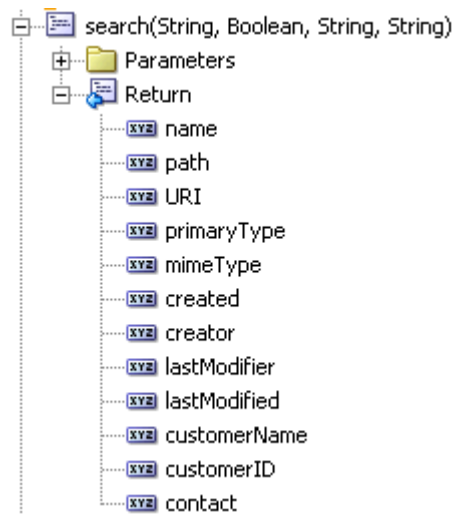 search(String, Boolean, String, String)
Parameters
Return
xyz name
xyz path
xyz URI
xyz primaryType
xyz mimeType
xyz created
xyz creator
xyz lastModifier
xyz lastModified
xyz customerName
xyz customerID
xyz contact